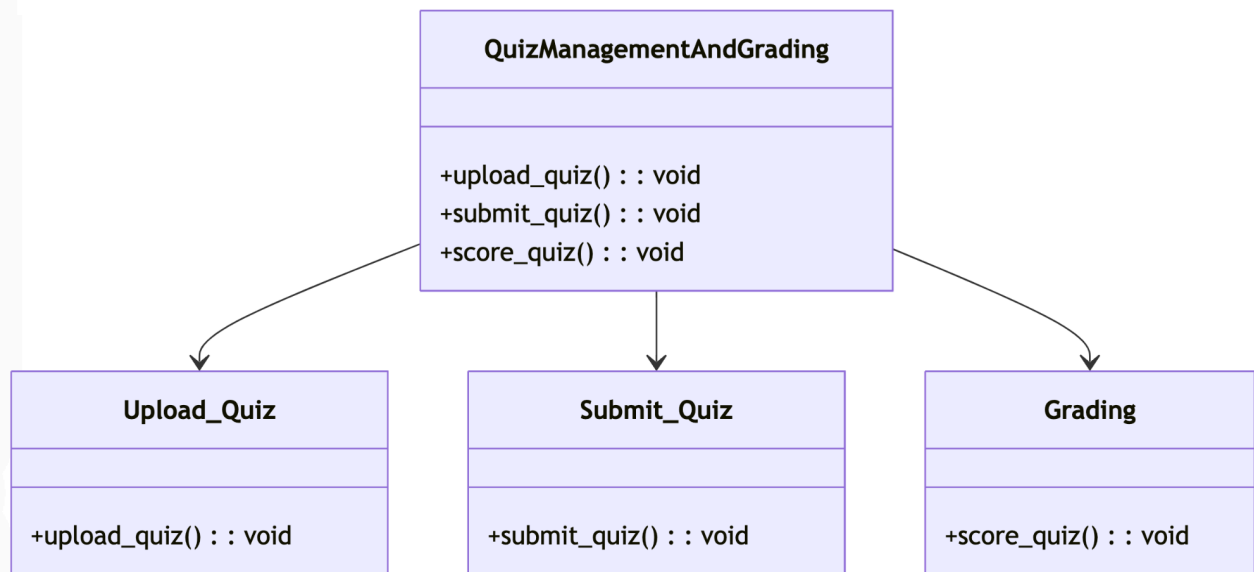 QuizManagementAndGrading
+upload_quiz() : : void
+submit_quiz() : : void
+score_quiz() : : void
Upload_Quiz
+upload_quiz() : : void
Submit_Quiz
+submit_quiz() : : void
Grading
+score_quiz() : : void